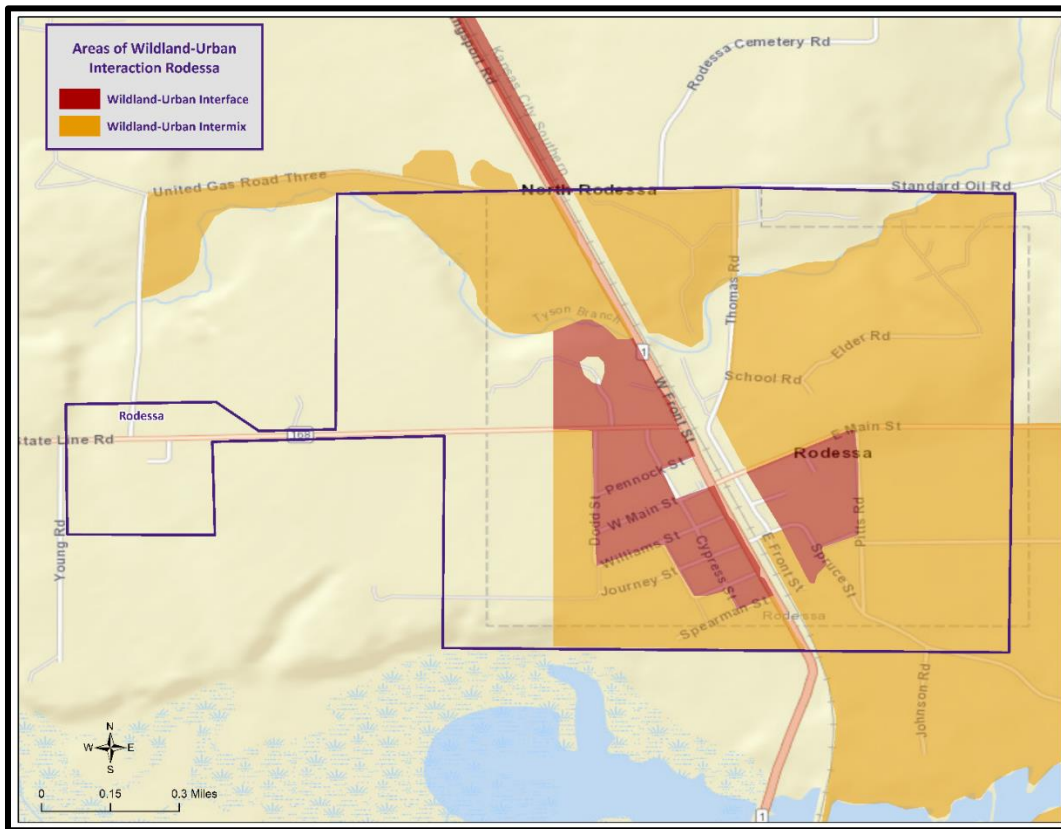 Areas of Wildland-Urban
Interaction Rodessa
Wildland-Urban Interface
Wildland-Urban Intermix
ngsport Rd
Kansas City Southern
Rodessa Cemetery Rd
United Gas Road Three
North Rodessa
Standard Oil Rd
Tyson Branch
Thomas Rd
1
Elder Rd
School Rd
W Front St
Rodessa
State Line Rd
168
E Main St
Rodessa
Pennock St
W Main St
Dodd St
Pitts Rd
Williams St
Cypress St
E Front St
Spruce St
Young Rd
Journey St
Spearman St
Rodessa
Johnson Rd
N
W E
S
0 0.15 0.3 Miles
1